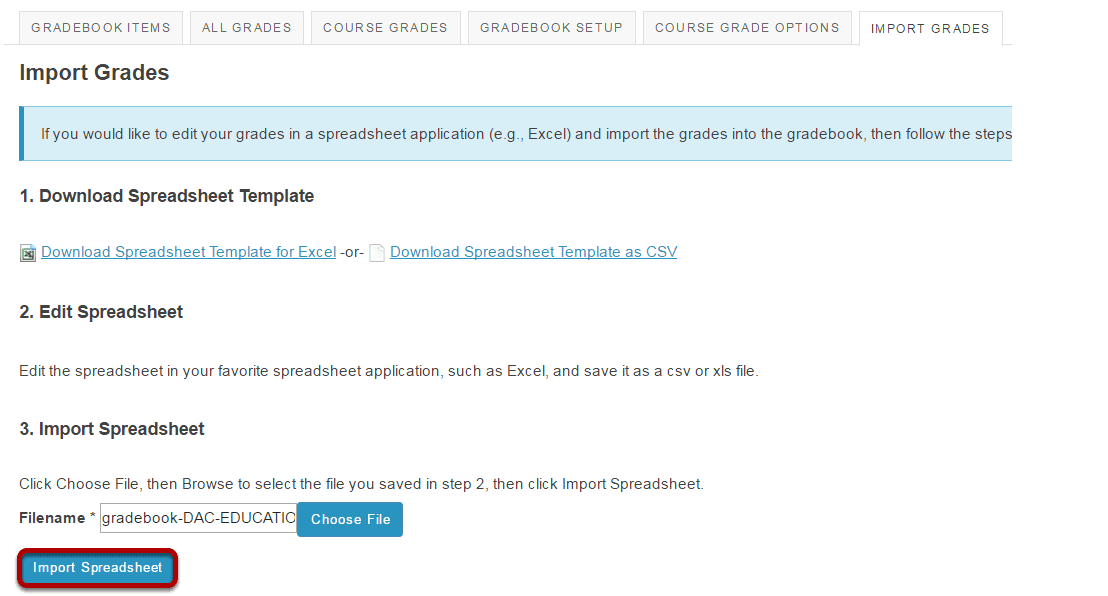 GRADEBOOK ITEMS ALL GRADES COURSE GRADES GRADEBOOK SETUP COURSE GRADE OPTIONS IMPORT GRADES
Import Grades
If you would like to edit your grades in a spreadsheet application (e.g., Excel) and import the grades into the gradebook, then follow the steps
1. Download Spreadsheet Template
Download Spreadsheet Template for Excel -or- Download Spreadsheet Template as CSV
2. Edit Spreadsheet
Edit the spreadsheet in your favorite spreadsheet application, such as Excel, and save it as a csv or xls file.
3. Import Spreadsheet
Click Choose File, then Browse to select the file you saved in step 2, then click Import Spreadsheet.
Filename * gradebook-DAC-EDUCATIO Choose File
Import Spreadsheet